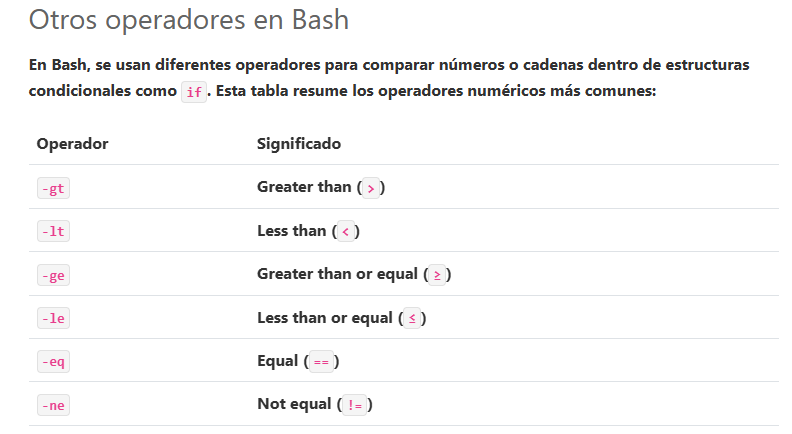 Otros operadores en Bash
En Bash, se usan diferentes operadores para comparar números o cadenas dentro de estructuras
condicionales como if. Esta tabla resume los operadores numéricos más comunes:
Operador Significado
-gt Greater than (>)
-lt Less than (<)
-ge Greater than or equal (≥)
-le Less than or equal (≤)
-eq Equal (==)
-ne Not equal (!=)